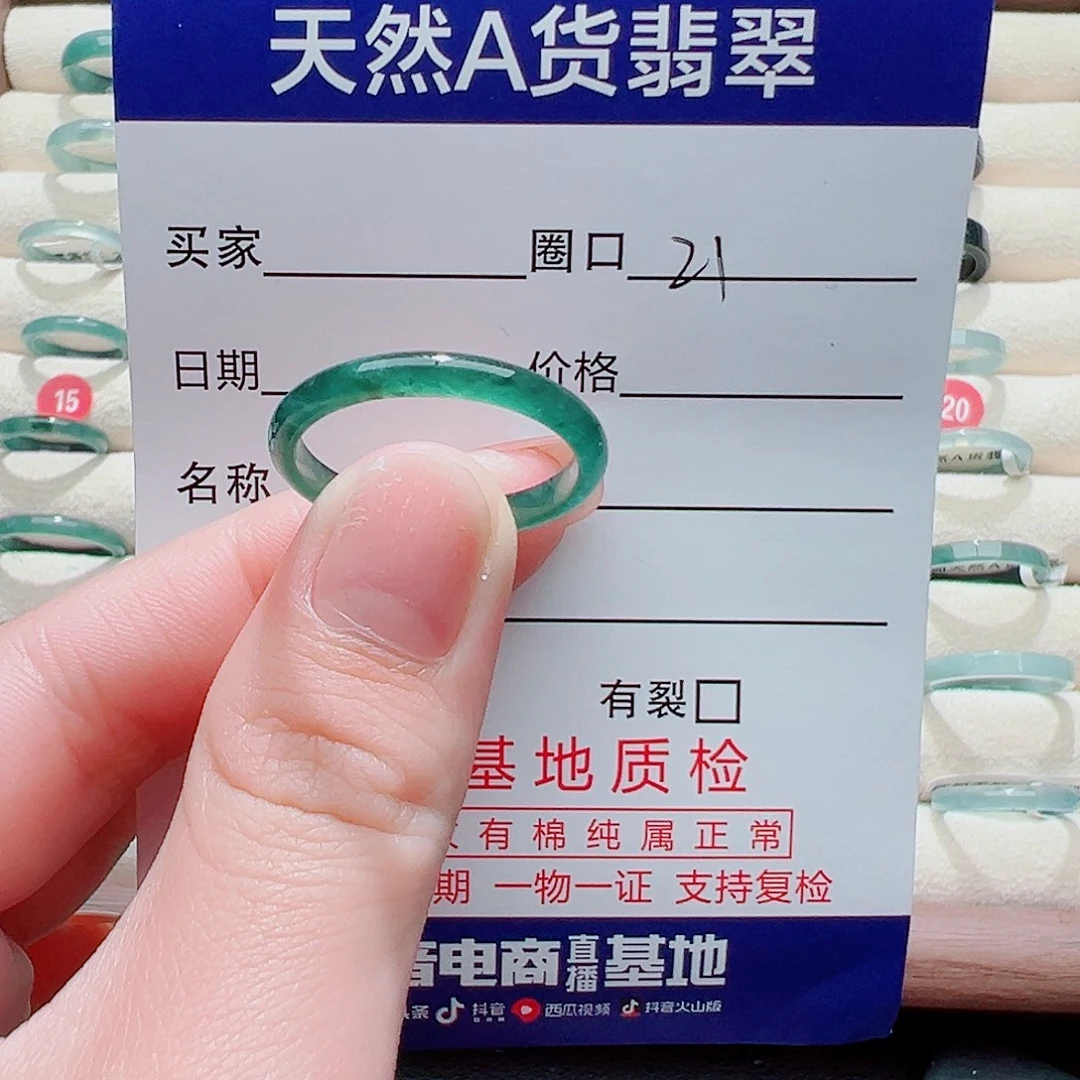 天然A货翡翠
买家 圈口 21
日期 价格
名称
有裂
基地质检
有棉纯属正常
期 一物一证 支持复检
音电商直播基地
条 抖音 西瓜视频 抖音火山版
15
20